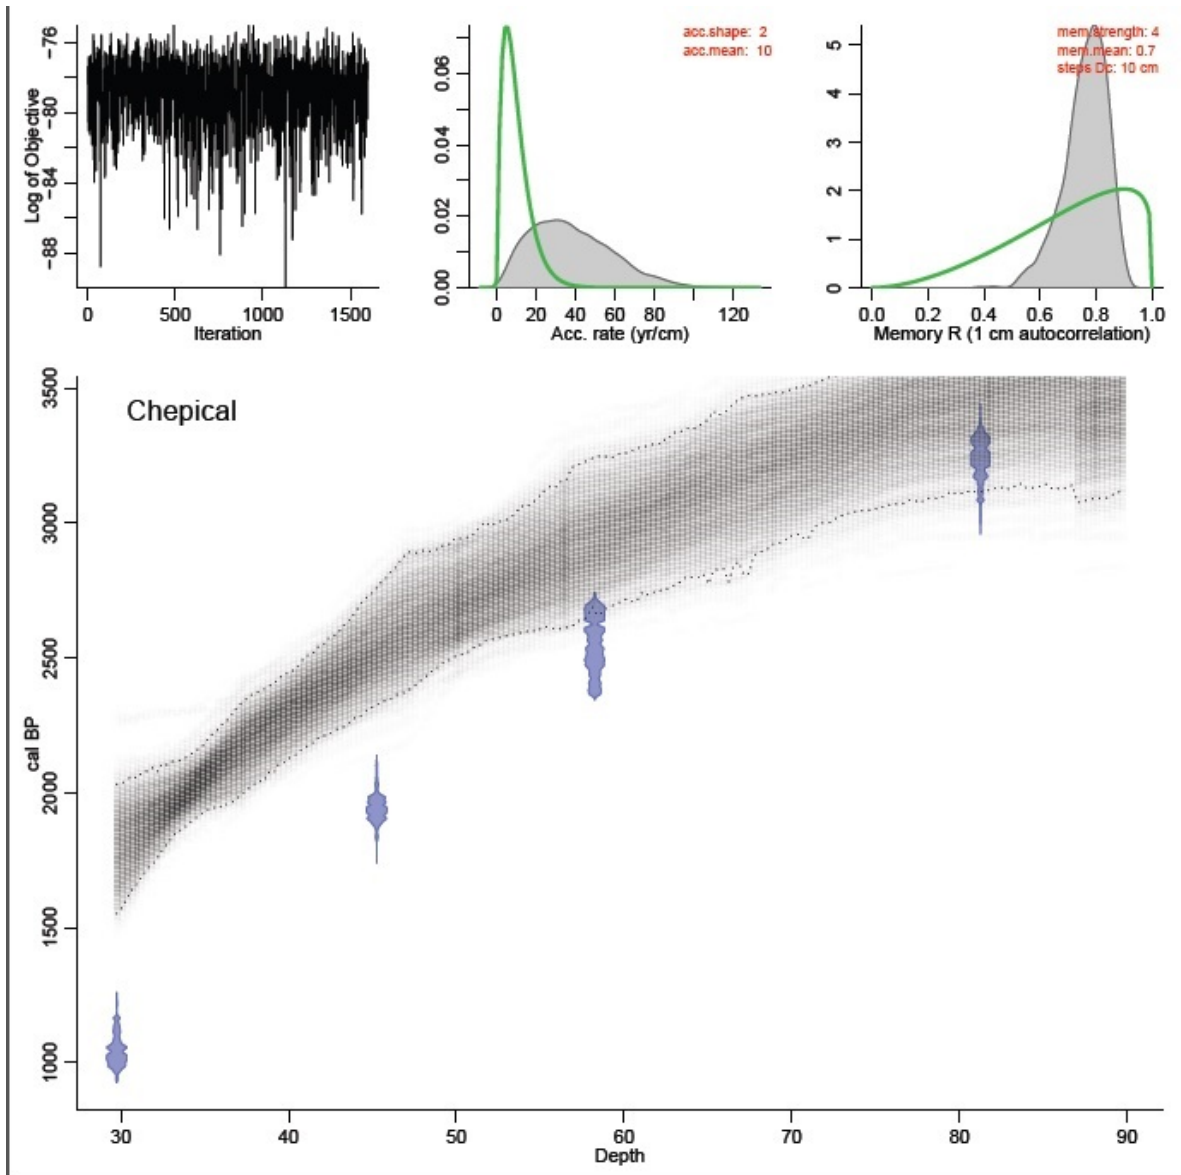 -76
-80
-84
-88
Log of Objective
0 500 1000 1500
Iteration
acc.shape: 2
acc.mean: 10
0.06
0.04
0.02
0.00
0 20 40 60 80 120
Acc. rate (yr/cm)
mem.strength: 4
mem.mean: 0.7
steps Dc: 10 cm
5
4
3
2
1
0
0.0 0.2 0.4 0.6 0.8 1.0
Memory R (1 cm autocorrelation)
Chepical
3500
3000
2500
2000
1500
1000
cal BP
30 40 50 60 70 80 90
Depth